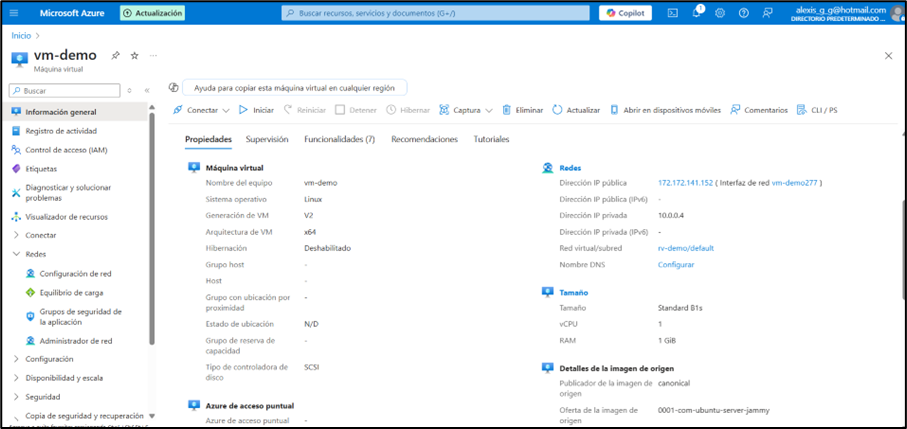 Microsoft Azure
Actualización
Buscar recursos, servicios y documentos (G+/)
Copilot
1
alexis_g_g@hotmail.com
DIRECTORIO PREDETERMINADO ...
Inicio >
vm-demo
Máquina virtual
Buscar
Información general
Registro de actividad
Control de acceso (IAM)
Etiquetas
Diagnosticar y solucionar
problemas
Visualizador de recursos
Conectar
Redes
Configuración de red
Equilibrio de carga
Grupos de seguridad de
la aplicación
Administrador de red
Configuración
Disponibilidad y escala
Seguridad
Copia de seguridad y recuperación
Ayuda para copiar esta máquina virtual en cualquier región
Conectar
Iniciar
Reiniciar
Detener
Hibernar
Captura
Eliminar
Actualizar
Abrir en dispositivos móviles
Comentarios
CLI / PS
Propiedades
Supervisión
Funcionalidades (7)
Recomendaciones
Tutoriales
Máquina virtual
Nombre del equipo vm-demo
Sistema operativo Linux
Generación de VM V2
Arquitectura de VM x64
Hibernación Deshabilitado
Grupo host -
Host -
Grupo con ubicación por -
proximidad
Estado de ubicación N/D
Grupo de reserva de -
capacidad
Tipo de controladora de SCSI
disco
Azure de acceso puntual
Azure de acceso puntual -
Redes
Dirección IP pública 172.172.141.152 ( Interfaz de red vm-demo277 )
Dirección IP pública (IPv6) -
Dirección IP privada 10.0.0.4
Dirección IP privada (IPv6) -
Red virtual/subred rv-demo/default
Nombre DNS Configurar
Tamaño
Tamaño Standard B1s
vCPU 1
RAM 1 GiB
Detalles de la imagen de origen
Publicador de la imagen de canonical
origen
Oferta de la imagen de 0001-com-ubuntu-server-jammy
origen